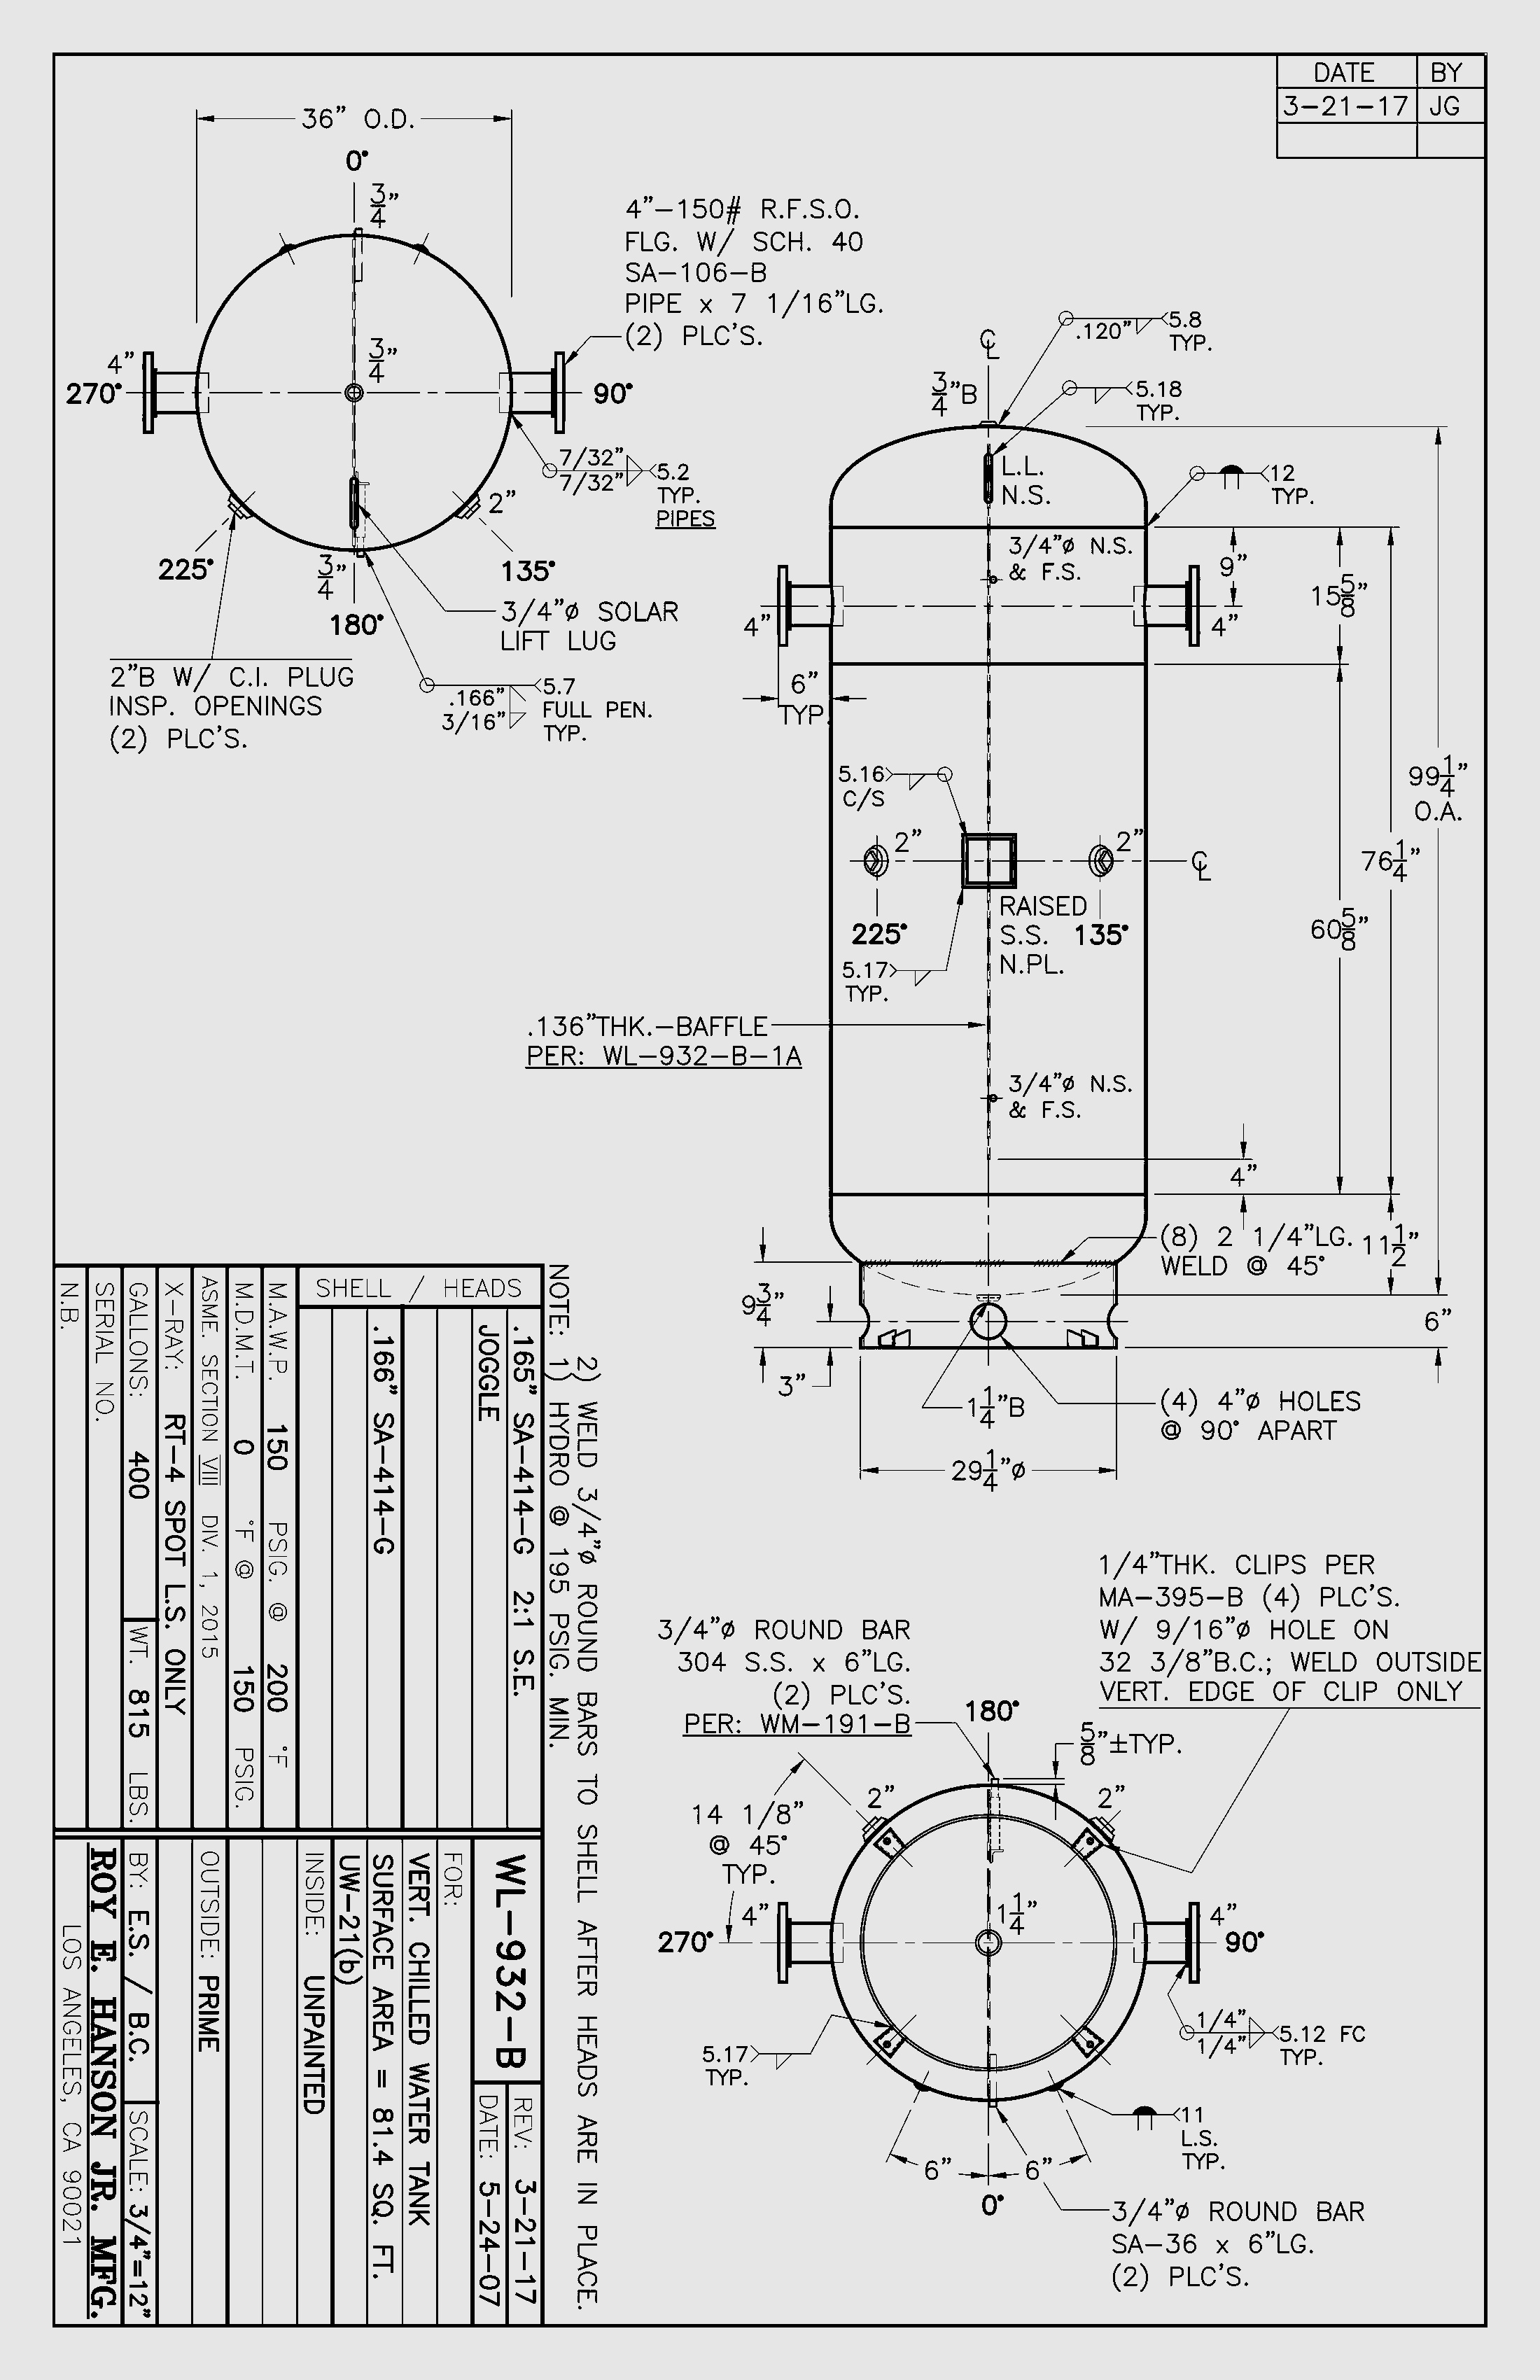 DATE BY
3-21-17 JG
36" O.D.
0°
3/4"
4"-150# R.F.S.O.
FLG. W/ SCH. 40
SA-106-B
PIPE x 7 1/16"LG.
(2) PLC'S.
4"
270°
3/4"
90°
7/32"
7/32"
5.2
TYP.
PIPES
2"
225°
135°
3/4"
180°
3/4"ø SOLAR
LIFT LUG
2"B W/ C.I. PLUG
INSP. OPENINGS
(2) PLC'S.
.166"
3/16"
5.7
FULL PEN.
TYP.
℄
.120"
5.8
TYP.
3/4"B
5.18
TYP.
L.L.
N.S.
12
TYP.
3/4"ø N.S.
& F.S.
9"
15 5/8"
4"
4"
6"
TYP.
5.16
C/S
99 1/4"
O.A.
2"
2"
℄
76 1/4"
RAISED
S.S.
N.PL.
225°
135°
60 5/8"
5.17
TYP.
.136"THK.-BAFFLE
PER: WL-932-B-1A
3/4"ø N.S.
& F.S.
4"
(8) 2 1/4"LG.
WELD @ 45°
11 1/2"
9 3/4"
6"
3"
1 1/4"B
(4) 4"ø HOLES
@ 90° APART
29 1/4"ø
1/4"THK. CLIPS PER
MA-395-B (4) PLC'S.
W/ 9/16"ø HOLE ON
32 3/8"B.C.; WELD OUTSIDE
VERT. EDGE OF CLIP ONLY
3/4"ø ROUND BAR
304 S.S. x 6"LG.
(2) PLC'S.
PER: WM-191-B
180°
5/8"±TYP.
2"
2"
14 1/8"
@ 45°
TYP.
4"
270°
1 1/4"
4"
90°
1/4"
1/4"
5.12 FC
TYP.
5.17
TYP.
11
L.S.
TYP.
6"
6"
0°
3/4"ø ROUND BAR
SA-36 x 6"LG.
(2) PLC'S.
NOTE: 1) HYDRO @ 195 PSIG. MIN.
2) WELD 3/4"ø ROUND BARS TO SHELL AFTER HEADS ARE IN PLACE.
SHELL / HEADS
.165" SA-414-G 2:1 S.E.
JOGGLE
.166" SA-414-G
M.A.W.P. 150 PSIG. @ 200 °F
M.D.M.T. 0 °F @ 150 PSIG.
ASME. SECTION VIII DIV. 1, 2015
X-RAY: RT-4 SPOT L.S. ONLY
GALLONS: 400 WT. 815 LBS.
SERIAL NO.
N.B.
WL-932-B
REV: 3-21-17
DATE: 5-24-07
FOR:
VERT. CHILLED WATER TANK
SURFACE AREA = 81.4 SQ. FT.
UW-21(b)
INSIDE: UNPAINTED
OUTSIDE: PRIME
BY: E.S. / B.C. SCALE: 3/4"=12"
ROY E. HANSON JR. MFG.
LOS ANGELES, CA 90021